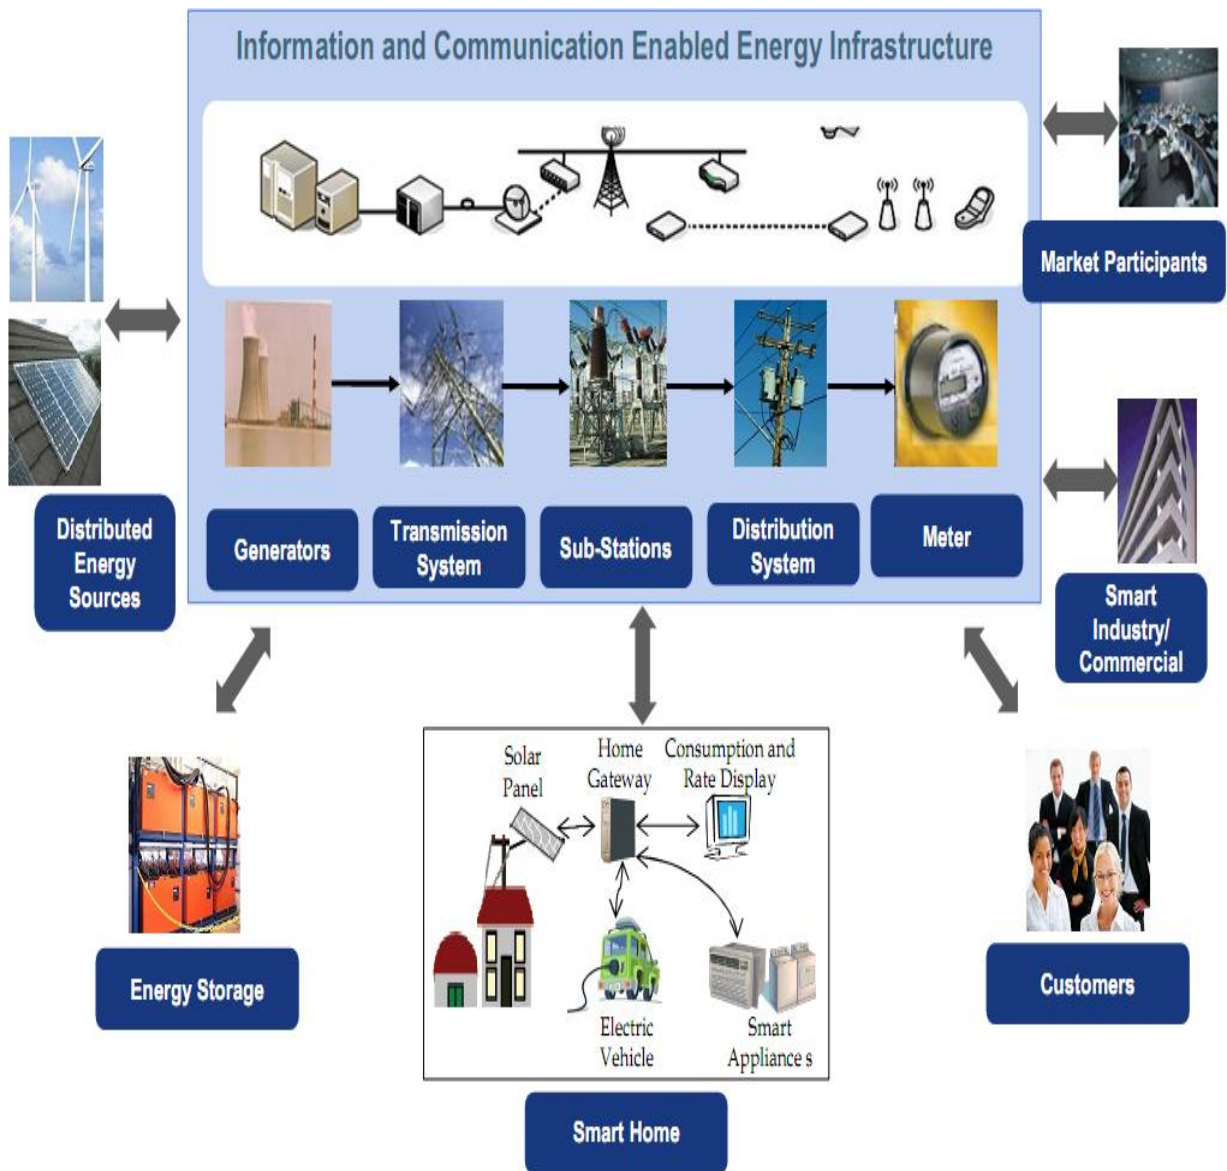 Information and Communication Enabled Energy Infrastructure
Market Participants
Distributed
Energy
Sources
Generators
Transmission
System
Sub-Stations
Distribution
System
Meter
Smart
Industry/
Commercial
Solar
Panel
Home
Gateway
Consumption and
Rate Display
Electric
Vehicle
Smart
Appliance s
Energy Storage
Customers
Smart Home